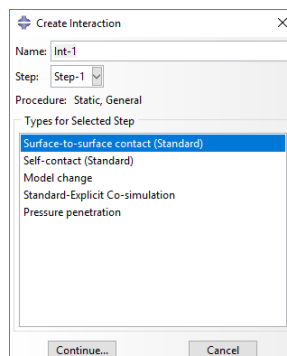 Create Interaction
Name: Int-1
Step: Step-1
Procedure: Static, General
Types for Selected Step
Surface-to-surface contact (Standard)
Self-contact (Standard)
Model change
Standard-Explicit Co-simulation
Pressure penetration
Continue... Cancel